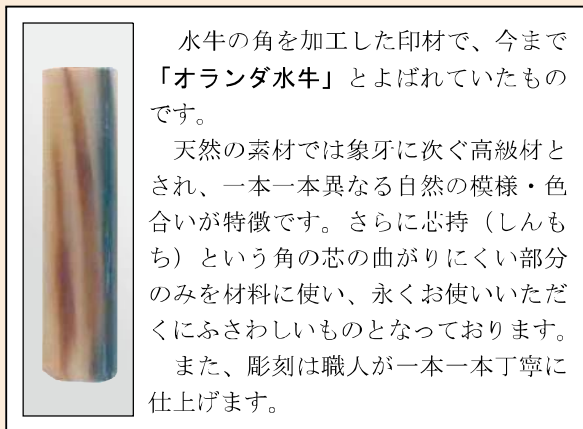 水牛の角を加工した印材で、今まで
「オランダ水牛」とよばれていたもの
です。
天然の素材では象牙に次ぐ高級材と
され、一本一本異なる自然の模様・色
合いが特徴です。さらに芯持（しんも
ち）という角の芯の曲がりにくい部分
のみを材料に使い、永くお使いいただ
くにふさわしいものとなっております。
また、彫刻は職人が一本一本丁寧に
仕上げます。